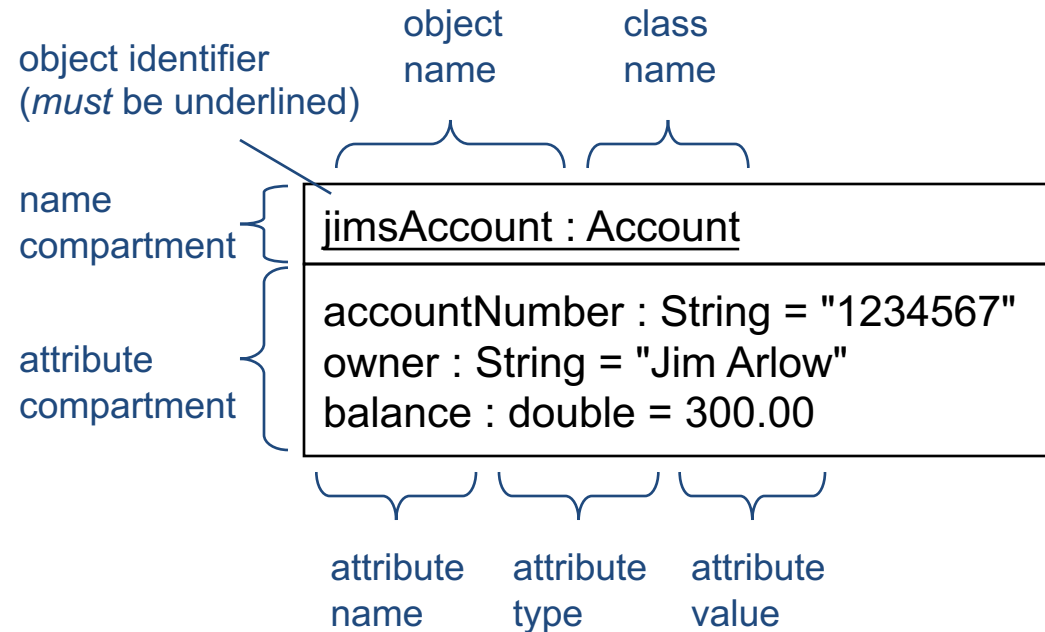 object
name
class
name
object identifier
(must be underlined)
name
compartment
jimsAccount : Account
attribute
compartment
accountNumber : String = "1234567"
owner : String = "Jim Arlow"
balance : double = 300.00
attribute
name
attribute
type
attribute
value